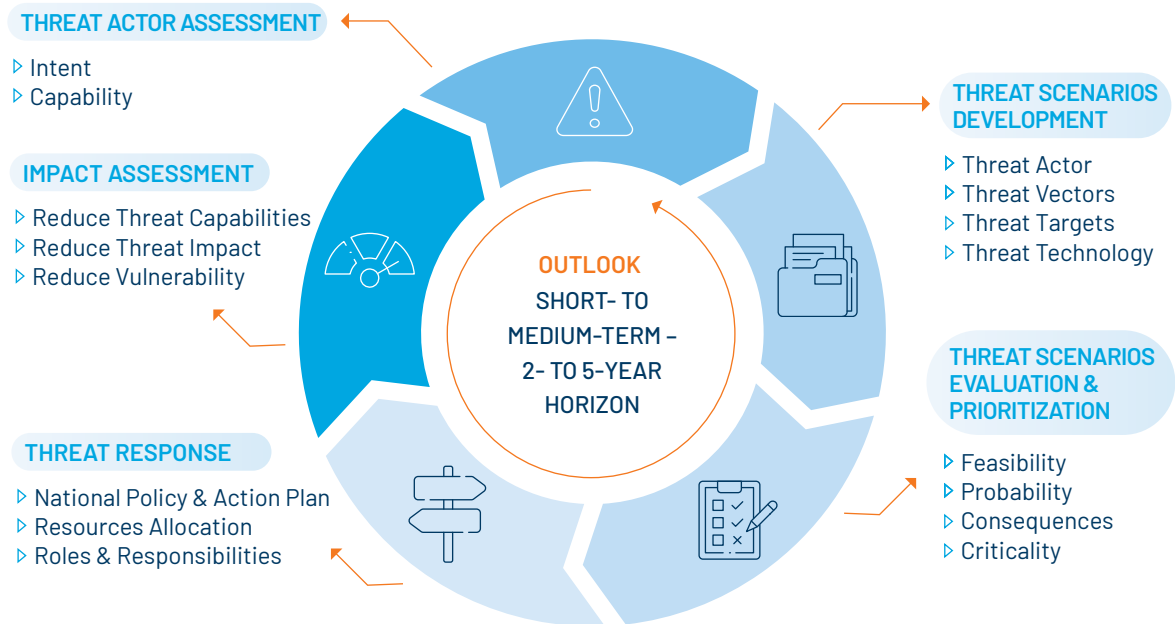 THREAT ACTOR ASSESSMENT
Intent
Capability
IMPACT ASSESSMENT
Reduce Threat Capabilities
Reduce Threat Impact
Reduce Vulnerability
THREAT RESPONSE
National Policy & Action Plan
Resources Allocation
Roles & Responsibilities
OUTLOOK
SHORT- TO
MEDIUM-TERM –
2- TO 5-YEAR
HORIZON
THREAT SCENARIOS
DEVELOPMENT
Threat Actor
Threat Vectors
Threat Targets
Threat Technology
THREAT SCENARIOS
EVALUATION &
PRIORITIZATION
Feasibility
Probability
Consequences
Criticality